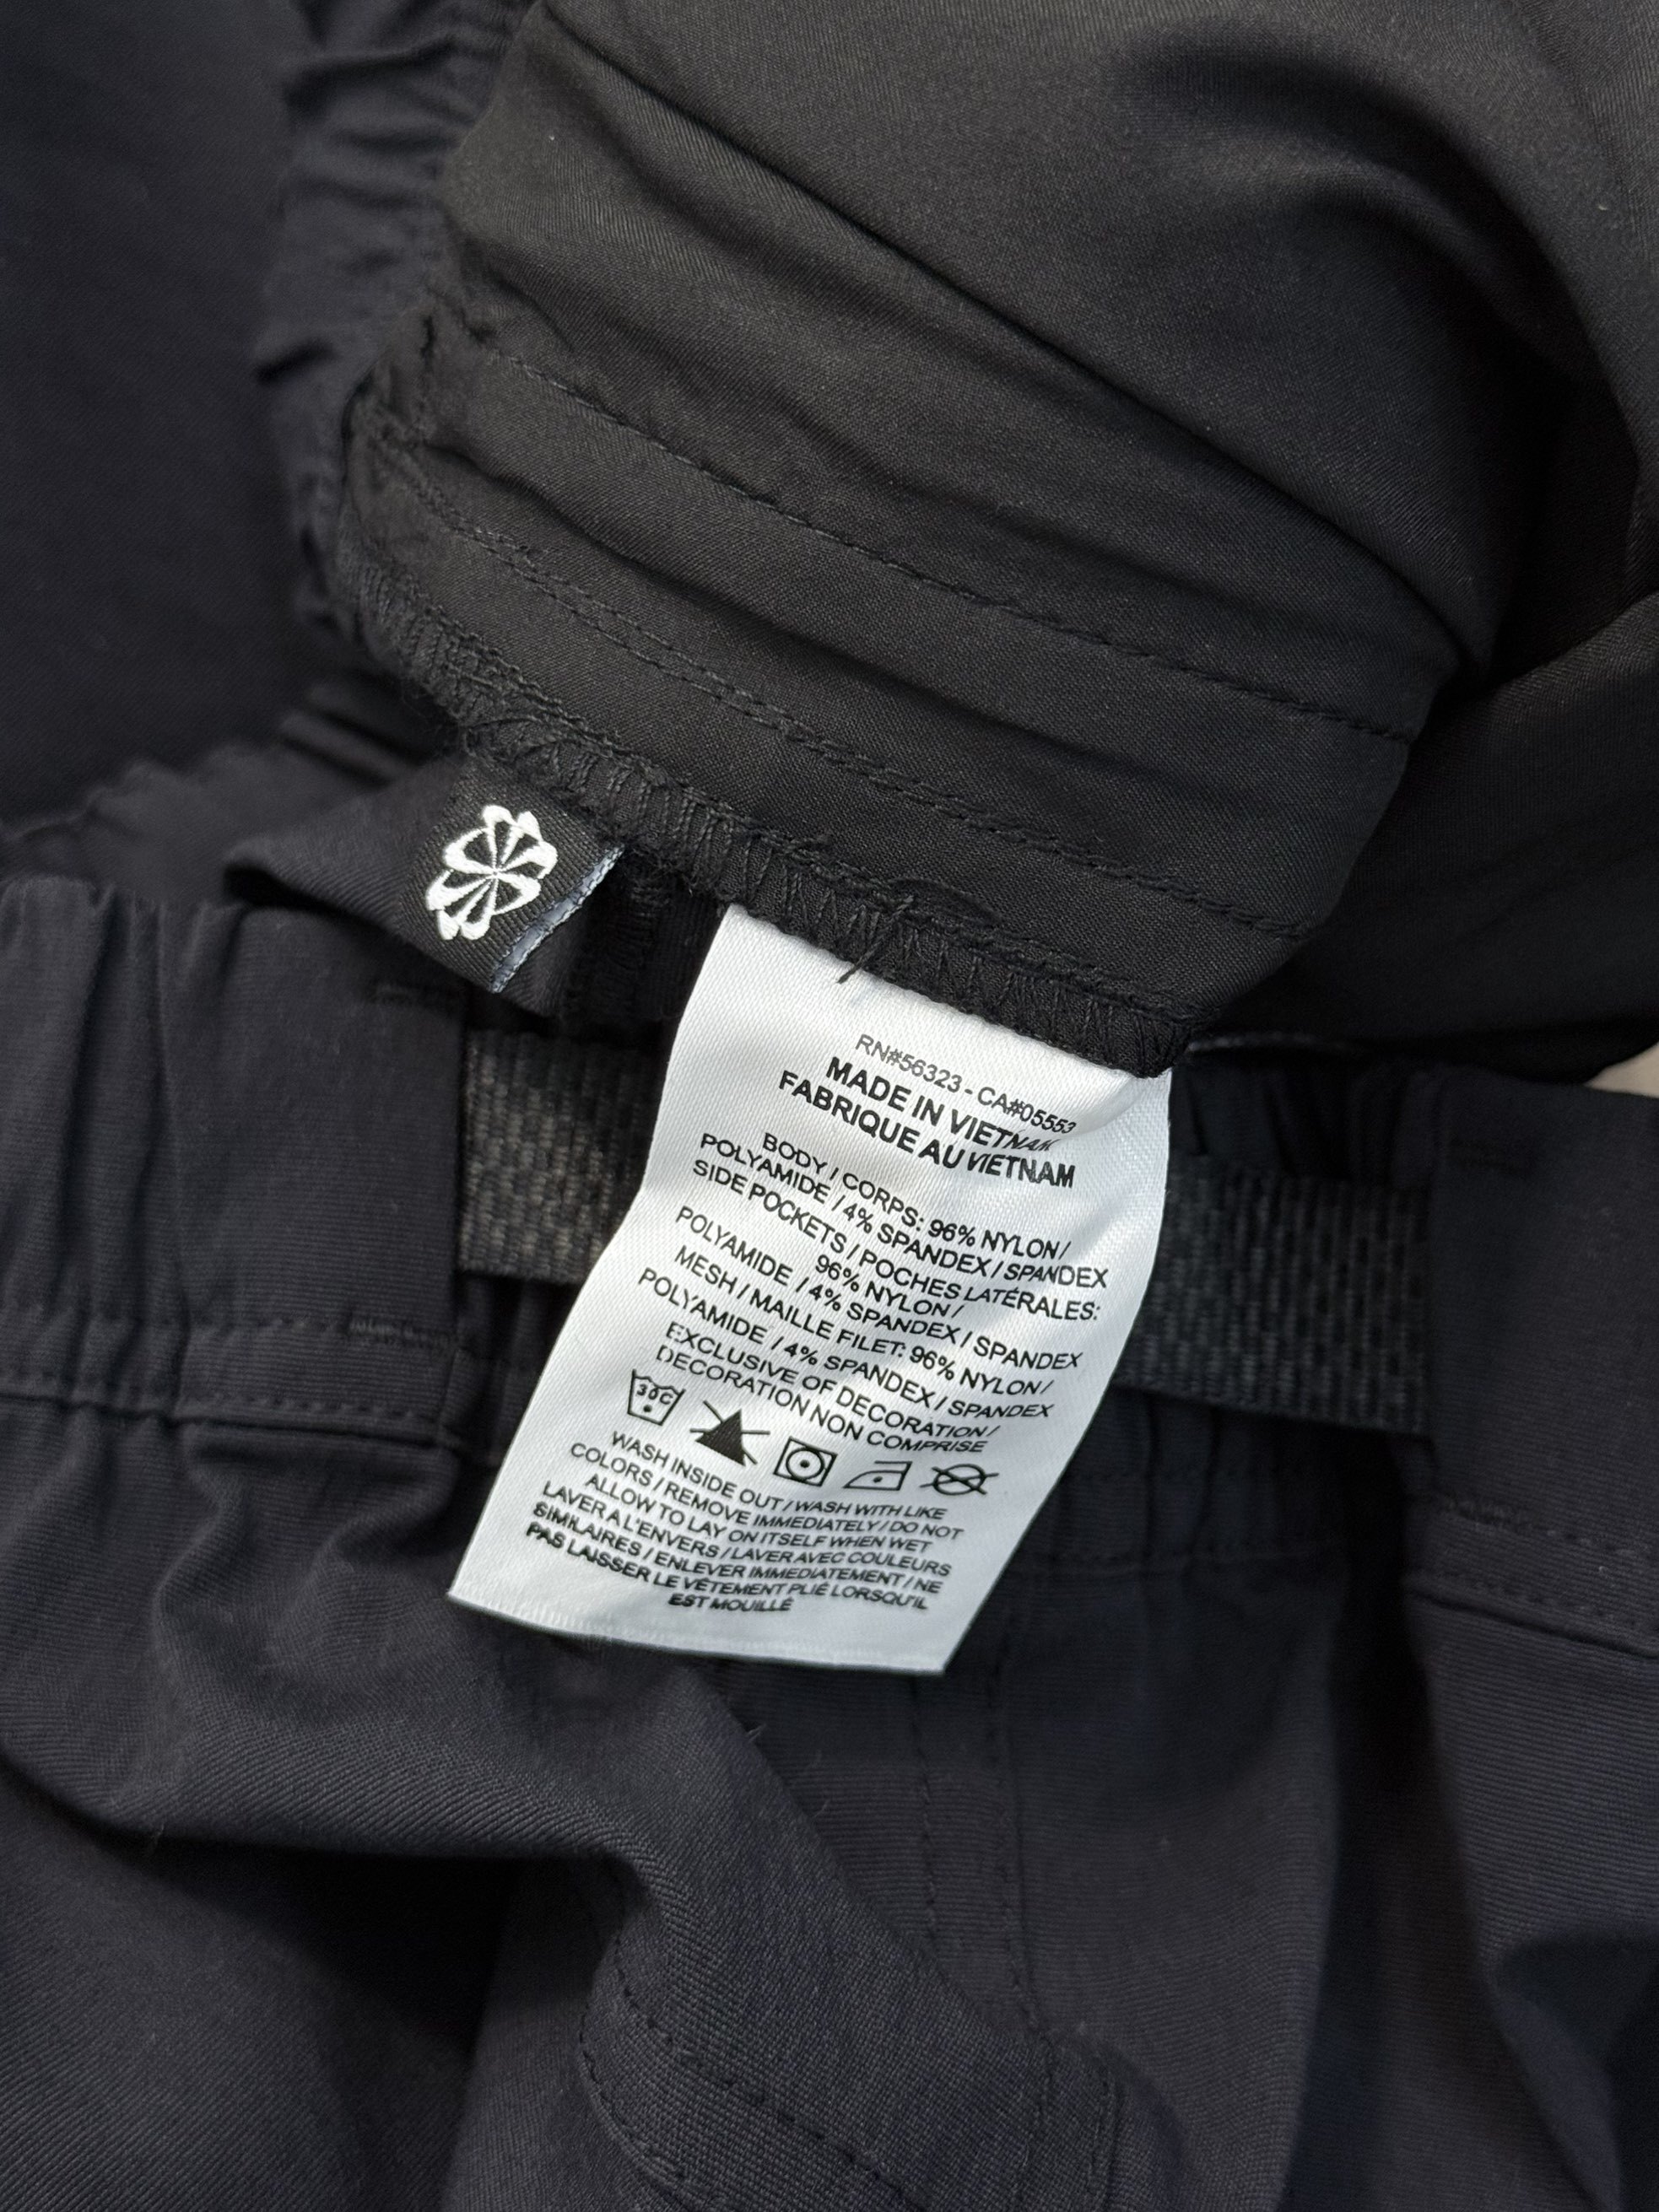 RN#56323 - CA#05553
MADE IN VIETNAM
FABRIQUE AU VIETNAM
BODY / CORPS: 96% NYLON /
POLYAMIDE / 4% SPANDEX / SPANDEX
SIDE POCKETS / POCHES LATÉRALES:
96% NYLON /
POLYAMIDE / 4% SPANDEX / SPANDEX
MESH / MAILLE FILET: 96% NYLON /
POLYAMIDE / 4% SPANDEX / SPANDEX
EXCLUSIVE OF DECORATION /
DECORATION NON COMPRISE
30C
WASH INSIDE OUT / WASH WITH LIKE
COLORS / REMOVE IMMEDIATELY / DO NOT
ALLOW TO LAY ON ITSELF WHEN WET
LAVER A L'ENVERS / LAVER AVEC COULEURS
SIMILAIRES / ENLEVER IMMEDIATEMENT / NE
PAS LAISSER LE VÊTEMENT PLIÉ LORSQU'IL
EST MOUILLÉ